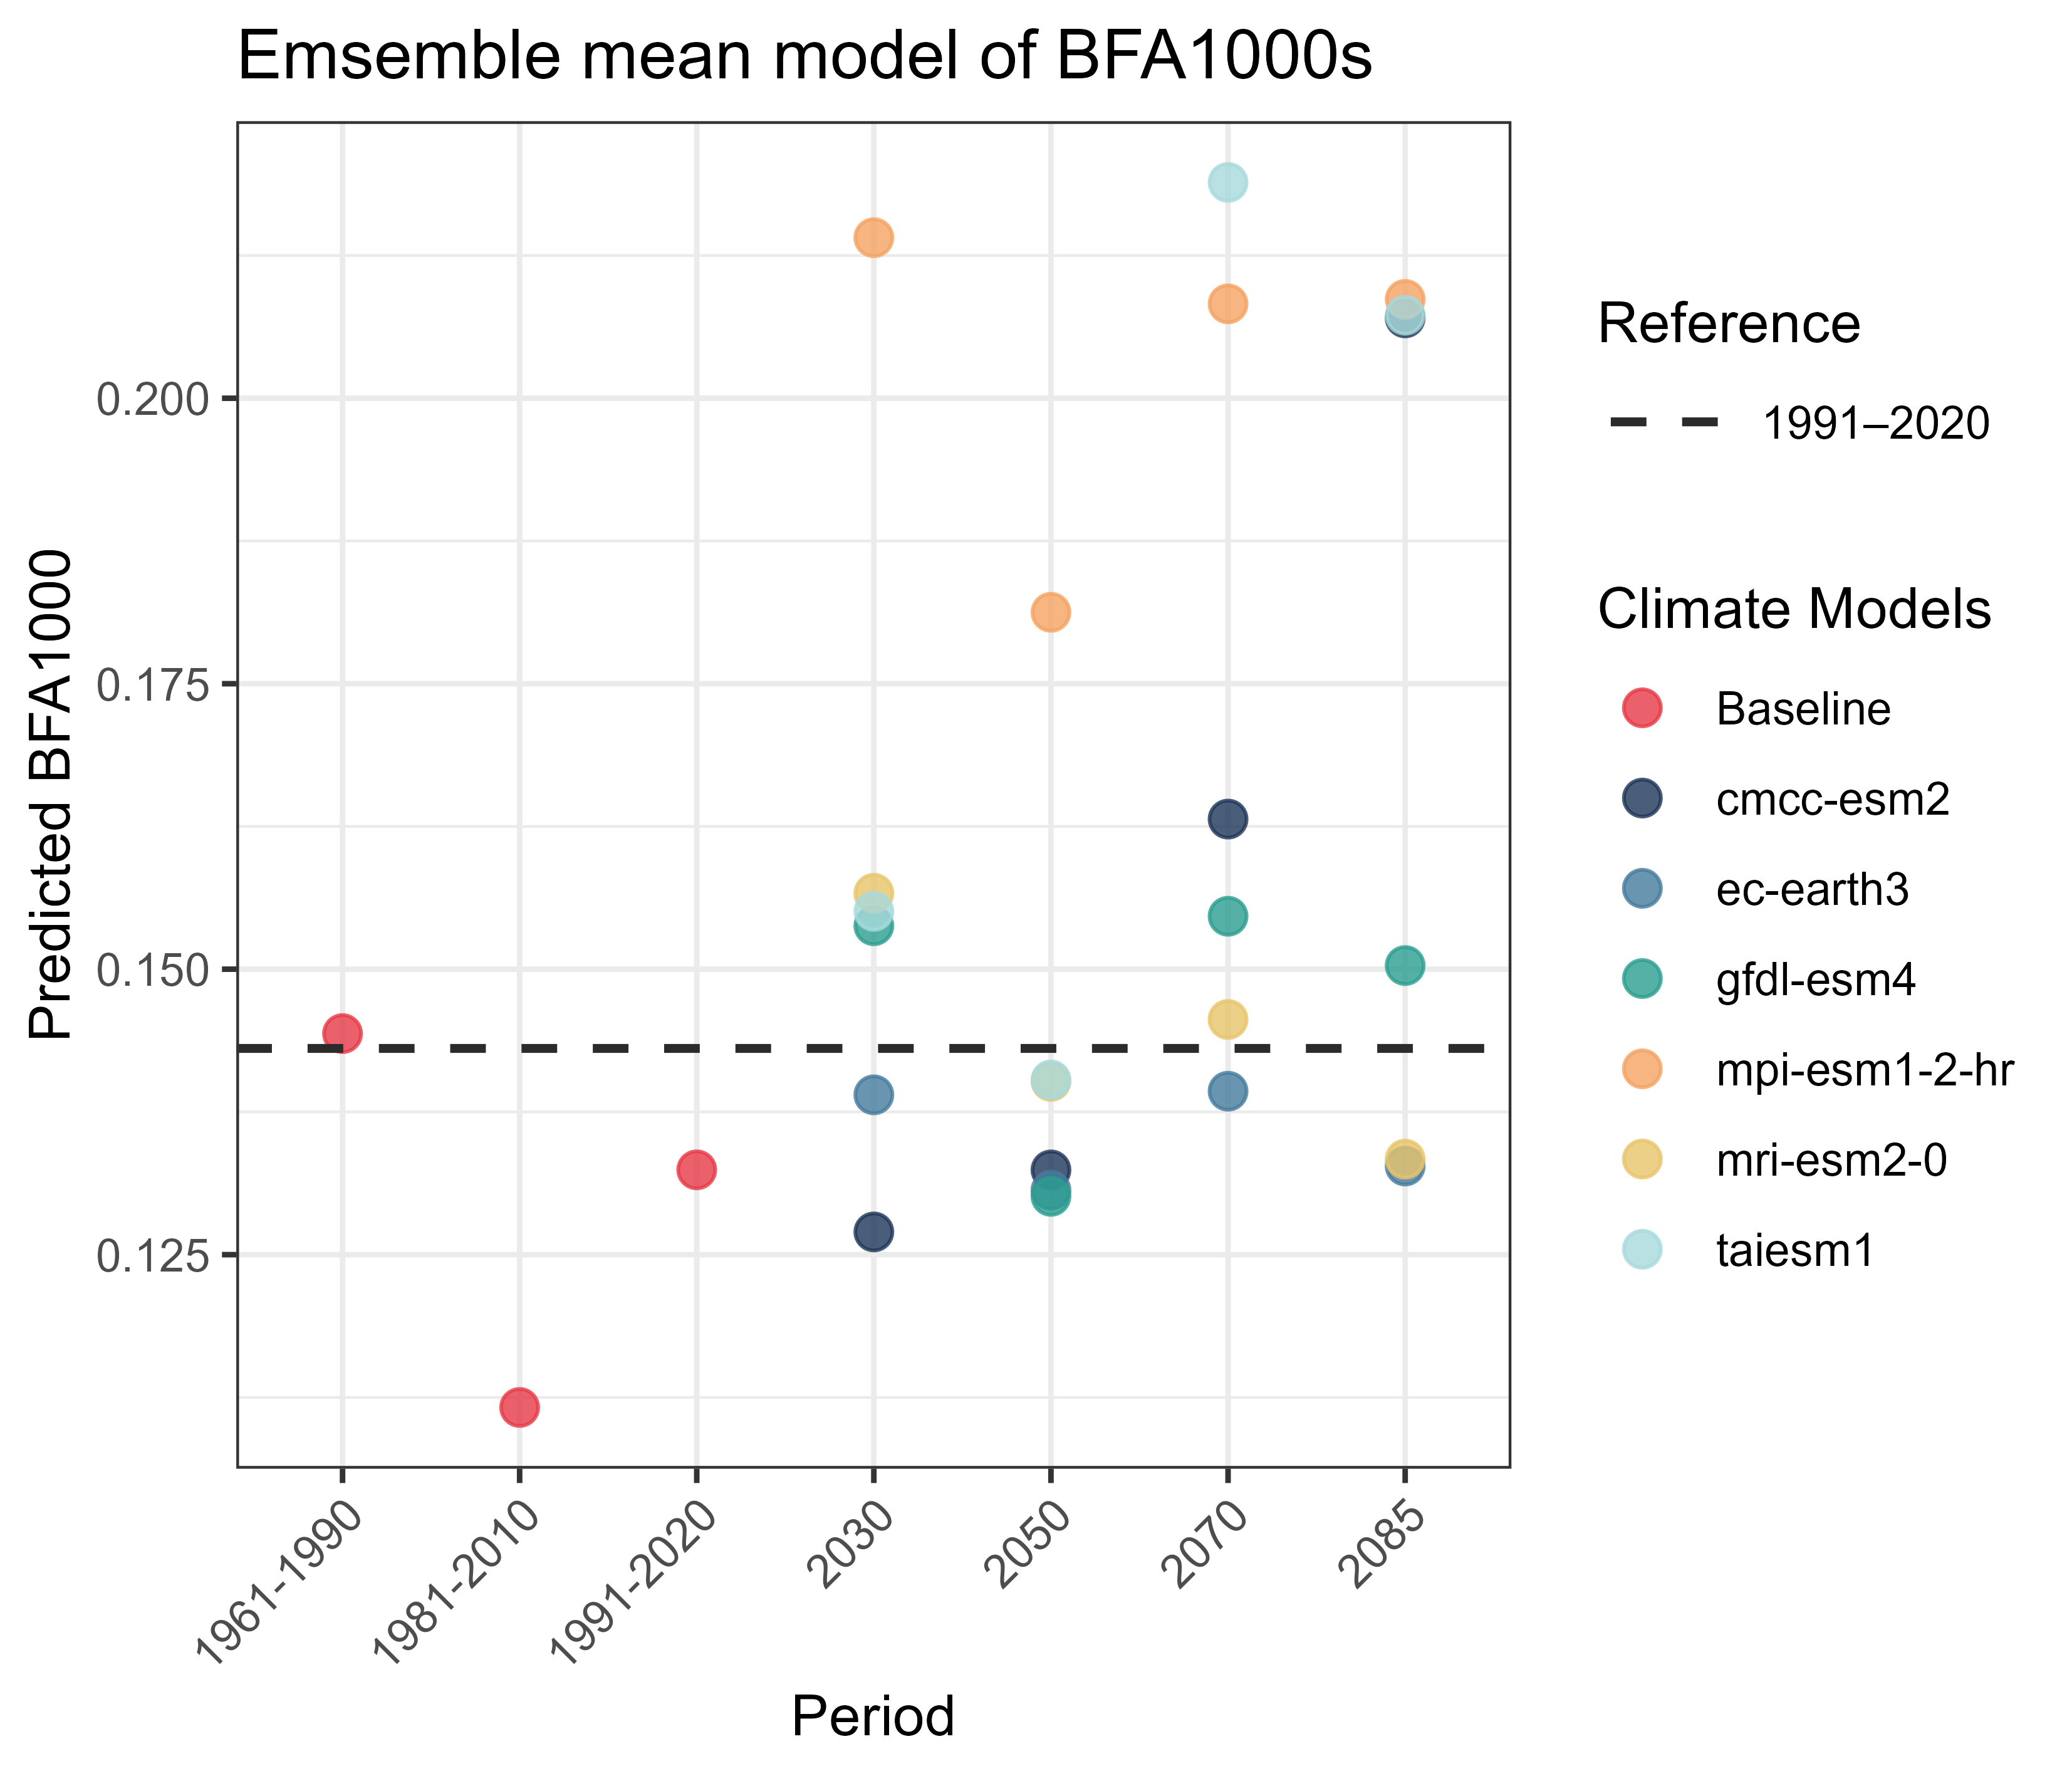 Emsemble mean model of BFA1000s
Predicted BFA1000
0.200
0.175
0.150
0.125
1961-1990
1981-2010
1991-2020
2030
2050
2070
2085
Period
Reference
1991–2020
Climate Models
Baseline
cmcc-esm2
ec-earth3
gfdl-esm4
mpi-esm1-2-hr
mri-esm2-0
taiesm1